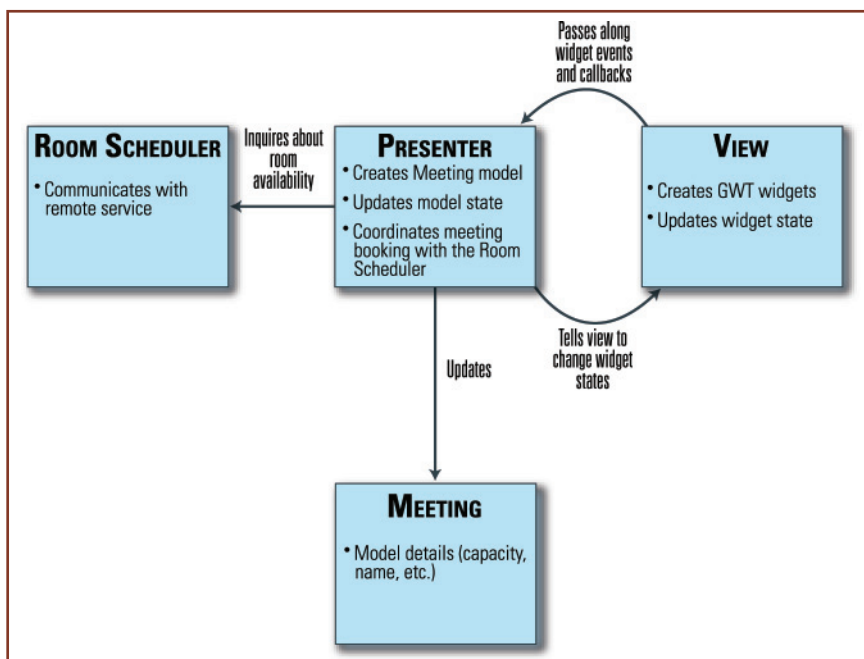 Passes along
widget events
and callbacks
ROOM SCHEDULER
• Communicates with
remote service
Inquires about
room
availability
PRESENTER
• Creates Meeting model
• Updates model state
• Coordinates meeting
booking with the Room
Scheduler
VIEW
• Creates GWT widgets
• Updates widget state
Tells view to
change widget
states
Updates
MEETING
• Model details (capacity,
name, etc.)